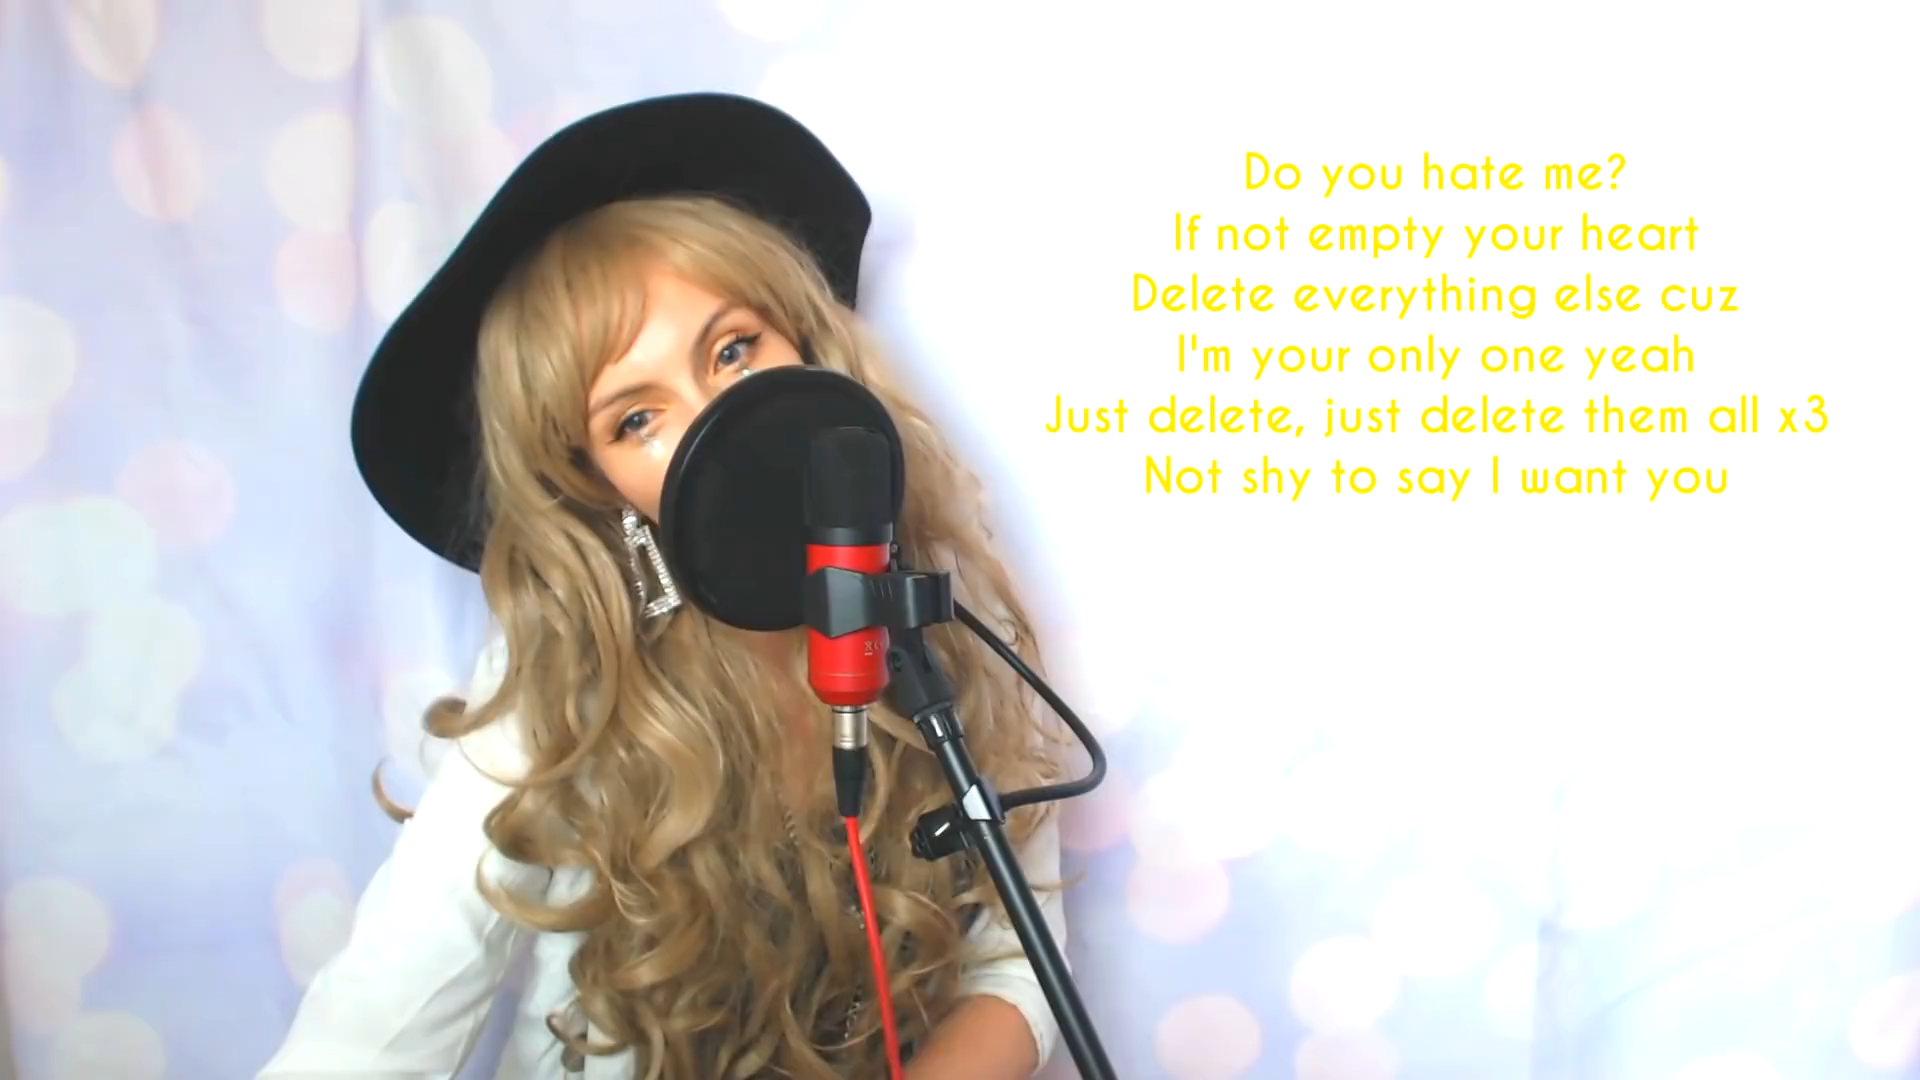 Do you hate me?
If not empty your heart
Delete everything else cuz
I'm your only one yeah
Just delete, just delete them all x3
Not shy to say I want you